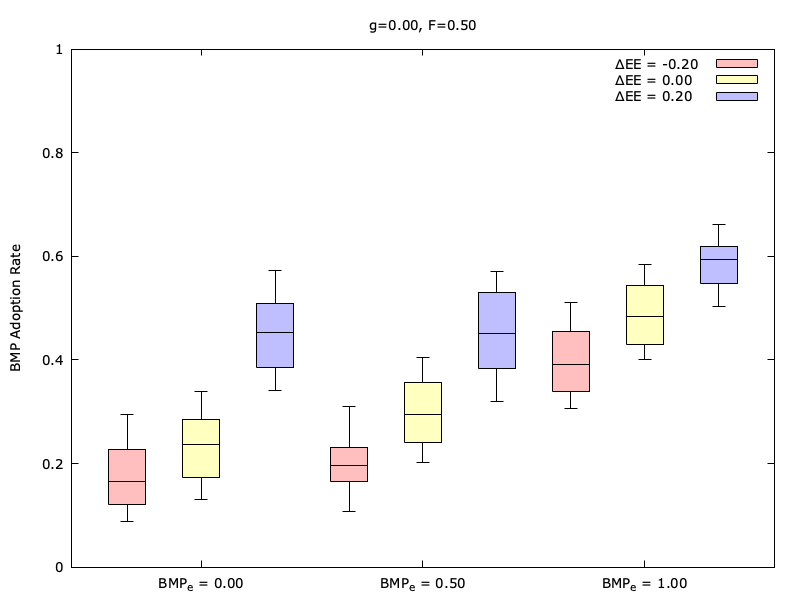 g=0.00, F=0.50
1
0.8
0.6
0.4
0.2
0
BMP Adoption Rate
ΔEE = -0.20
ΔEE = 0.00
ΔEE = 0.20
BMPe = 0.00
BMPe = 0.50
BMPe = 1.00